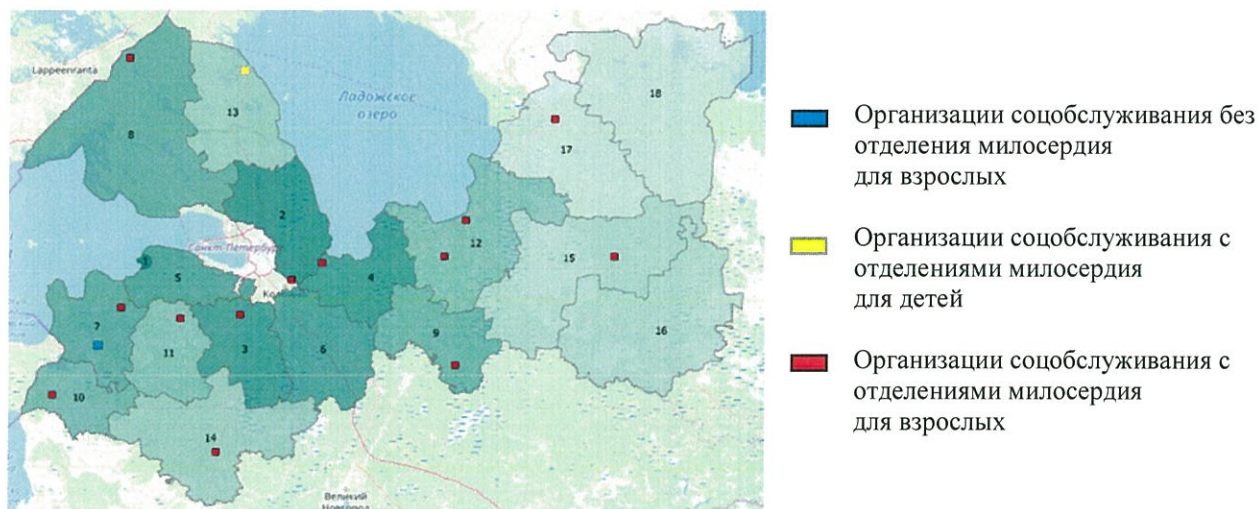 Lappeenranta
Ладожское
озеро
18
13
8
17
2
Санкт-Петербург
12
1
4
15
5
7
9
16
11
3
6
10
14
Великий
Новгород
Организации соцобслуживания без
отделения милосердия
для взрослых
Организации соцобслуживания с
отделениями милосердия
для детей
Организации соцобслуживания с
отделениями милосердия
для взрослых